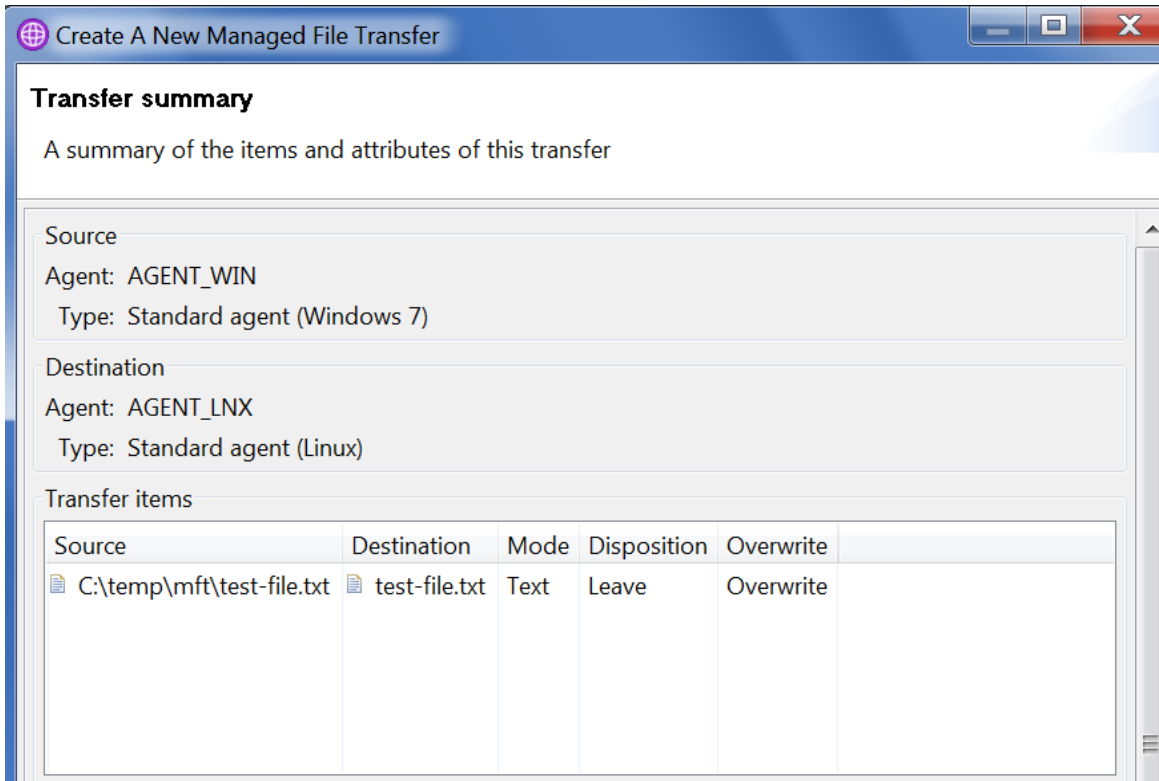 Create A New Managed File Transfer
Transfer summary
A summary of the items and attributes of this transfer
Source
Agent: AGENT_WIN
Type: Standard agent (Windows 7)
Destination
Agent: AGENT_LNX
Type: Standard agent (Linux)
Transfer items
Source Destination Mode Disposition Overwrite
C:\temp\mft\test-file.txt test-file.txt Text Leave Overwrite